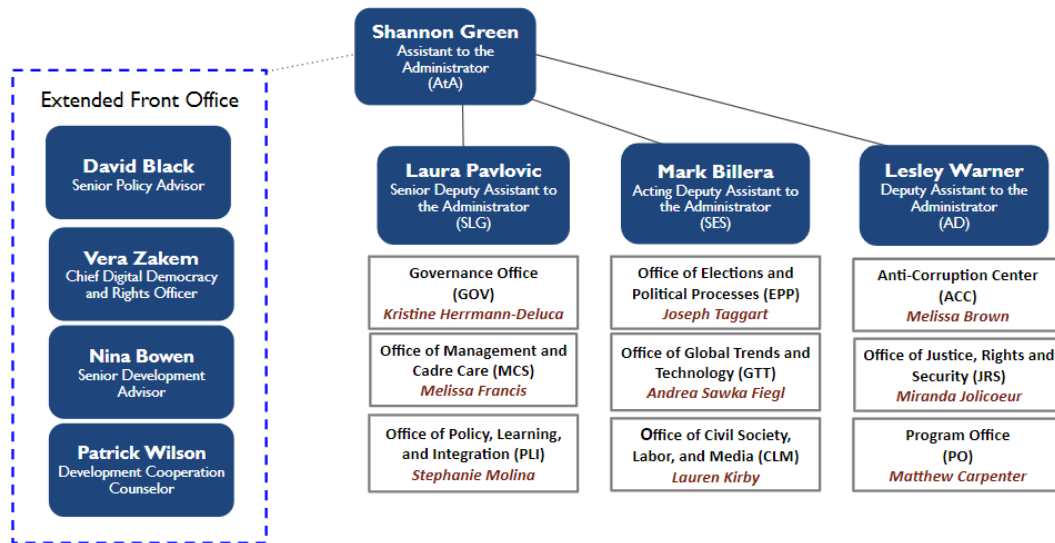 Shannon Green
Assistant to the
Administrator
(AtA)
Extended Front Office
David Black
Senior Policy Advisor
Vera Zakem
Chief Digital Democracy
and Rights Officer
Nina Bowen
Senior Development
Advisor
Patrick Wilson
Development Cooperation
Counselor
Laura Pavlovic
Senior Deputy Assistant to
the Administrator
(SLG)
Governance Office
(GOV)
Kristine Herrmann-Deluca
Office of Management and
Cadre Care (MCS)
Melissa Francis
Office of Policy, Learning,
and Integration (PLI)
Stephanie Molina
Mark Billera
Acting Deputy Assistant to
the Administrator
(SES)
Office of Elections and
Political Processes (EPP)
Joseph Taggart
Office of Global Trends and
Technology (GTT)
Andrea Sawka Fiegl
Office of Civil Society,
Labor, and Media (CLM)
Lauren Kirby
Lesley Warner
Deputy Assistant to the
Administrator
(AD)
Anti-Corruption Center
(ACC)
Melissa Brown
Office of Justice, Rights and
Security (JRS)
Miranda Jolicoeur
Program Office
(PO)
Matthew Carpenter